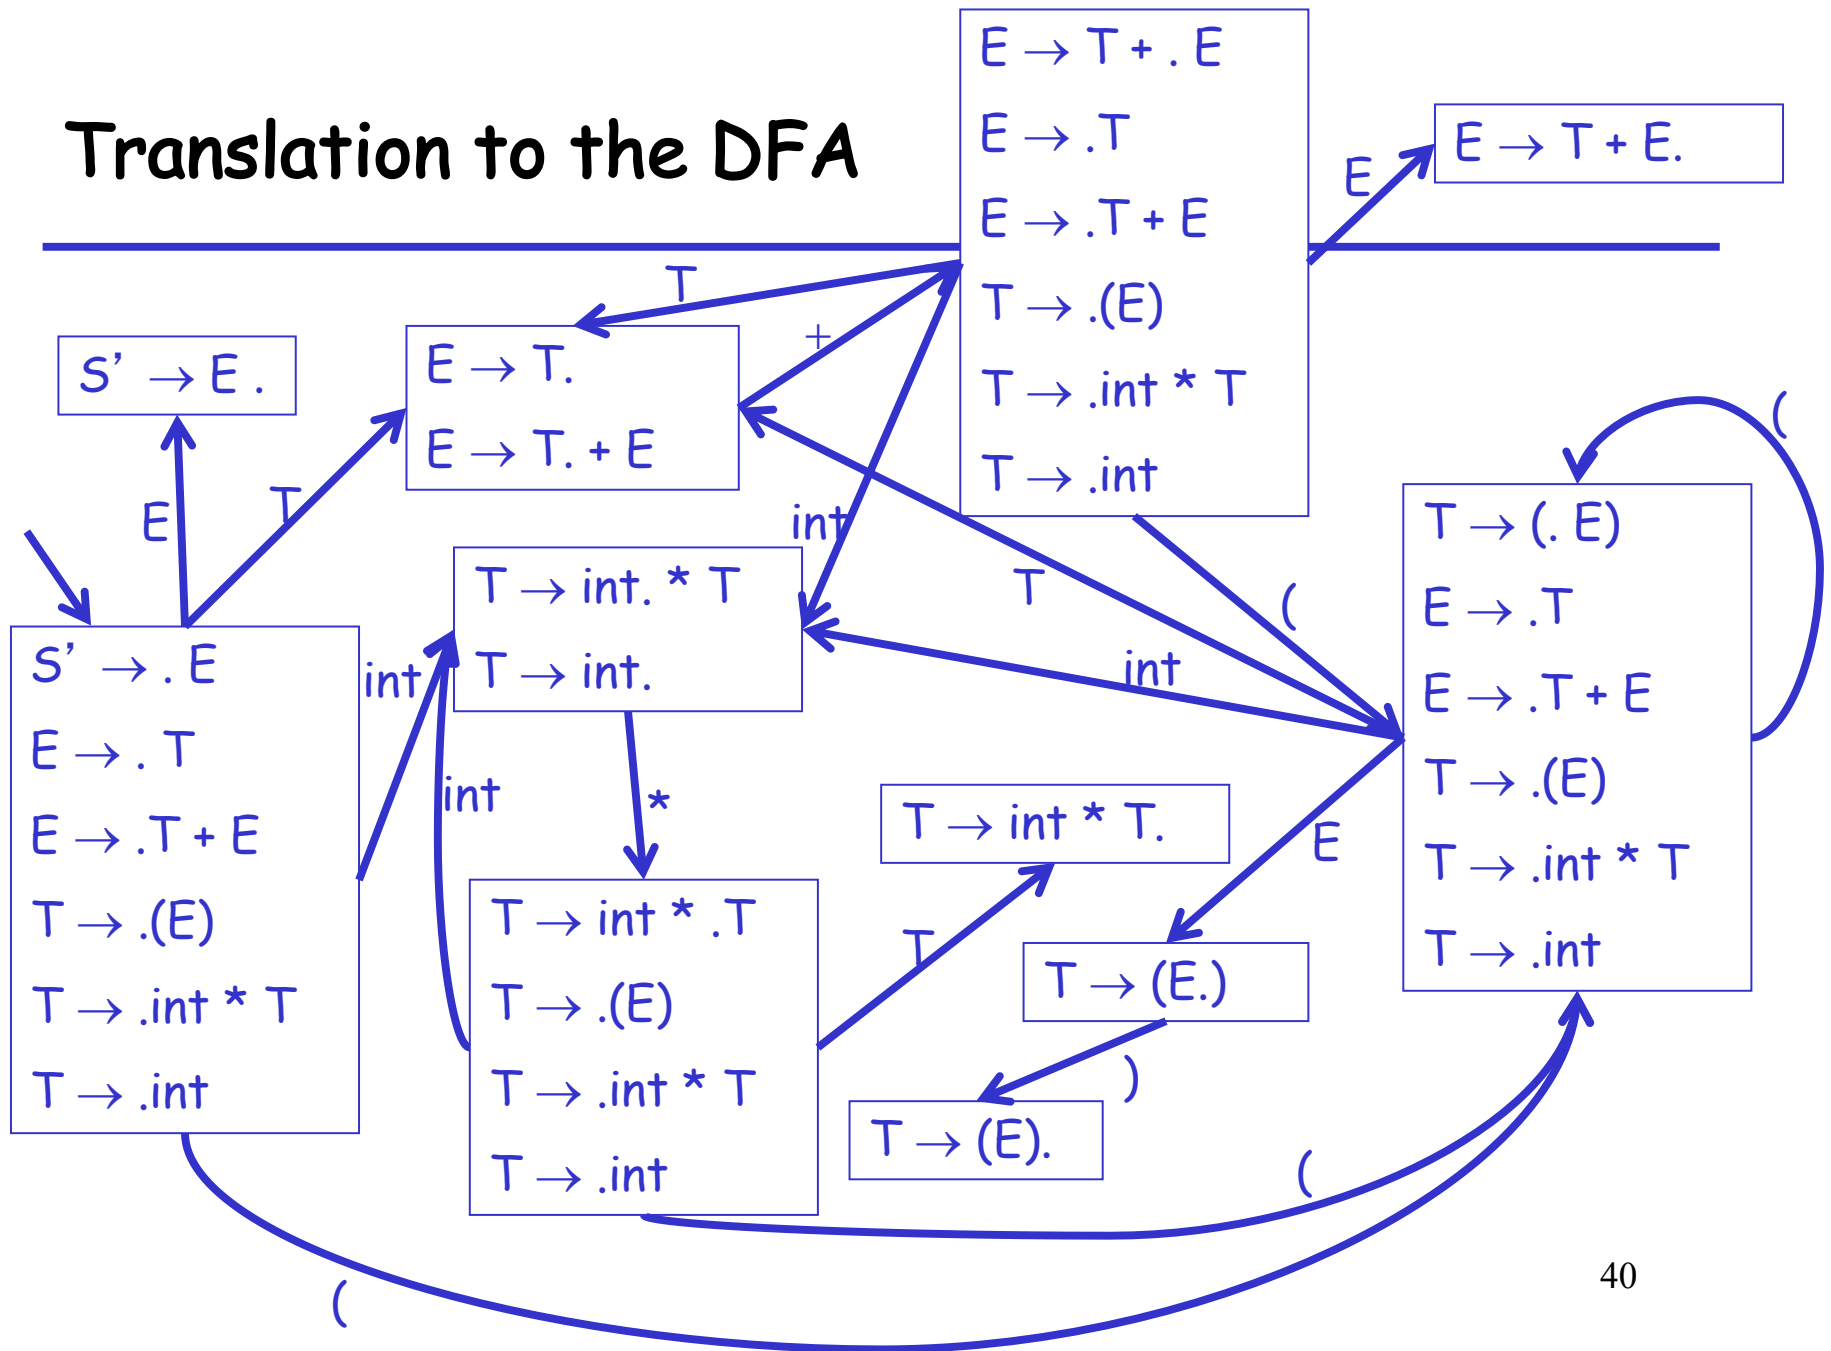 Translation to the DFA
E → T + . E
E → .T
E → .T + E
T → .(E)
T → .int * T
T → .int
E
E → T + E.
T
+
S’ → E .
E → T.
E → T. + E
E
T
int
T
(
(
T → int. * T
T → int.
int
T → (. E)
E → .T
E → .T + E
T → .(E)
T → .int * T
T → .int
S’ → . E
E → . T
E → .T + E
T → .(E)
T → .int * T
T → .int
int
int
*
T → int * T.
E
T → int * .T
T → .(E)
T → .int * T
T → .int
T
T → (E.)
)
T → (E).
(
(
40